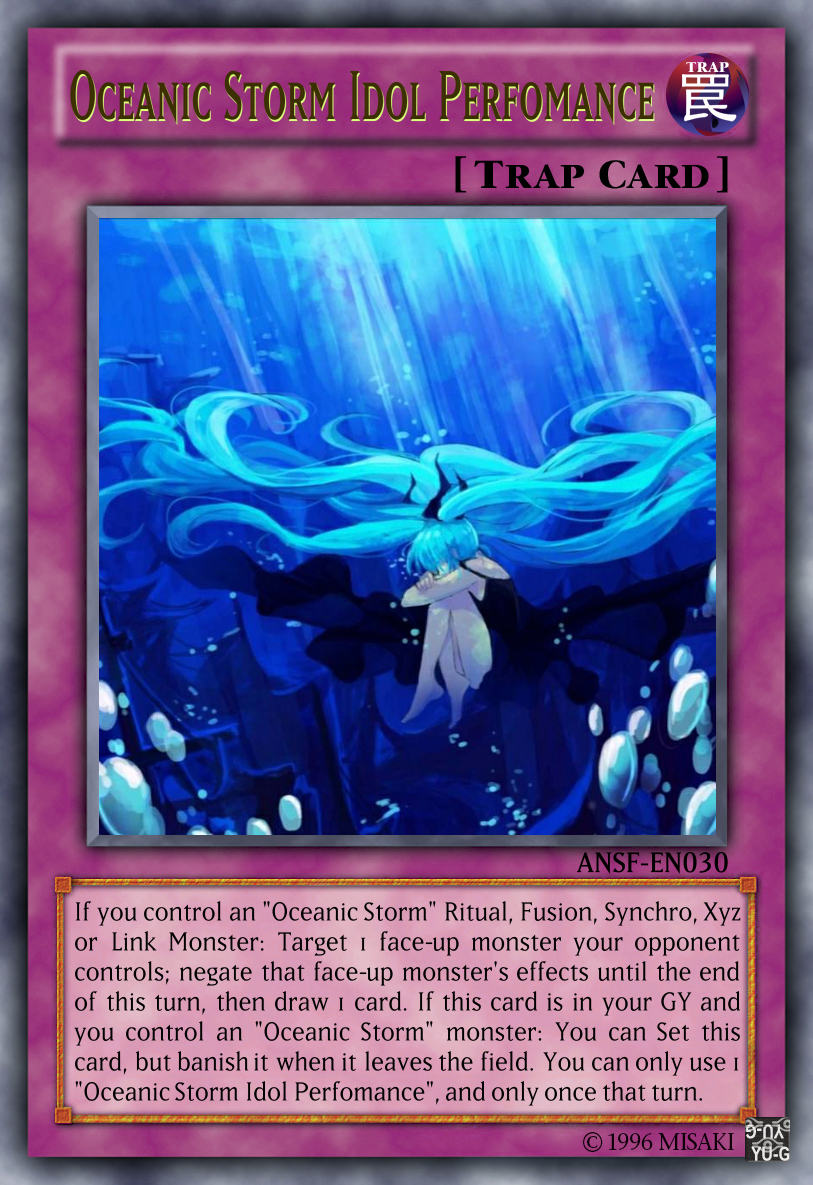 Oceanic Storm Idol Perfomance
TRAP
罠
[Trap Card]
ANSF-EN030
If you control an "Oceanic Storm" Ritual, Fusion, Synchro, Xyz
or Link Monster: Target 1 face-up monster your opponent
controls; negate that face-up monster's effects until the end
of this turn, then draw 1 card. If this card is in your GY and
you control an "Oceanic Storm" monster: You can Set this
card, but banish it when it leaves the field. You can only use 1
"Oceanic Storm Idol Perfomance", and only once that turn.
© 1996 MISAKI
YU-G
YU-G